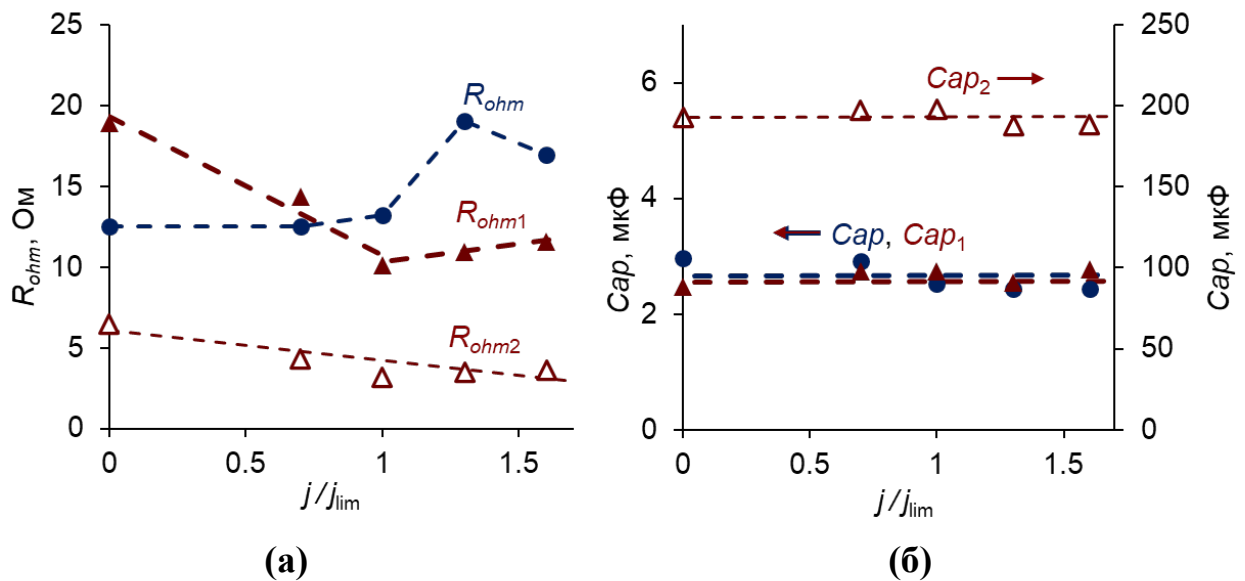 25
20
15
10
5
0
R_ohm, Ом
R_ohm
R_ohm1
R_ohm2
0 0.5 1 1.5
j / j_lim
(а)
6
4
2
0
Cap, мкФ
Cap₂
Cap, Cap₁
250
200
150
100
50
0
Cap, мкФ
0 0.5 1 1.5
j / j_lim
(б)